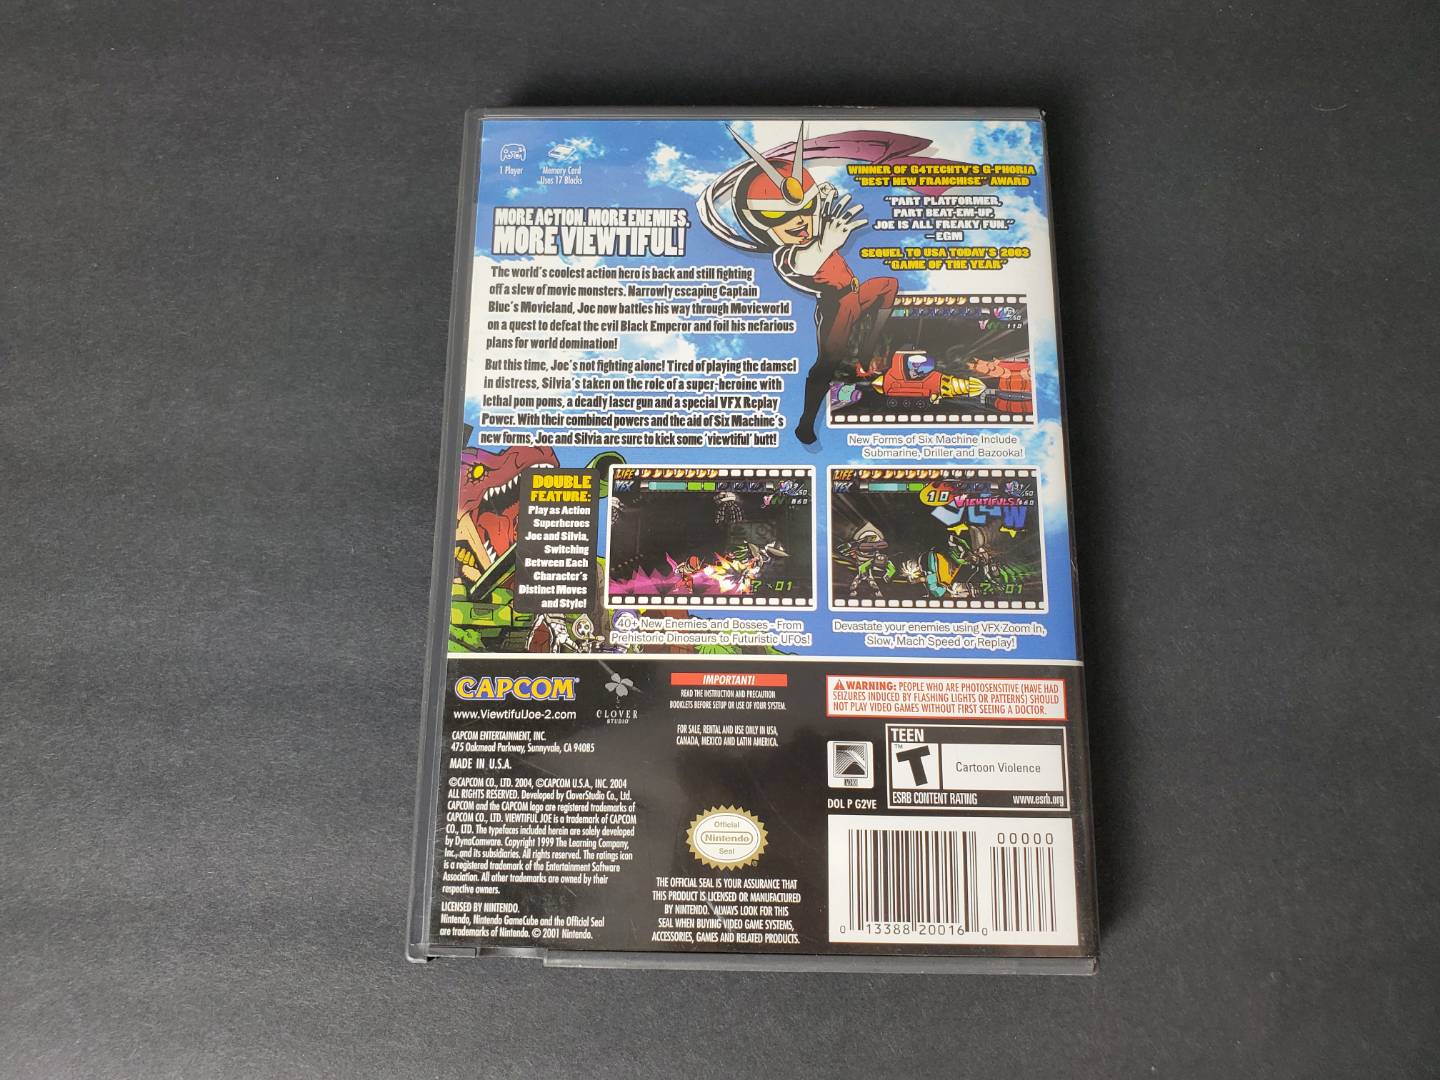 1 Player
Memory Card
Uses 17 Blocks
MORE ACTION. MORE ENEMIES.
MORE VIEWTIFUL!
The world's coolest action hero is back and still fighting
off a slew of movie monsters. Narrowly escaping Captain
Blue's Movieland, Joe now battles his way through Movieworld
on a quest to defeat the evil Black Emperor and foil his nefarious
plans for world domination!
But this time, Joe's not fighting alone! Tired of playing the damsel
in distress, Silvia's taken on the role of a super-heroine with
lethal pom poms, a deadly laser gun and a special VFX Replay
Power. With their combined powers and the aid of Six Machine's
new forms, Joe and Silvia are sure to kick some 'viewtiful' butt!
WINNER OF G4TECHTV'S G-PHORIA
"BEST NEW FRANCHISE" AWARD
"PART PLATFORMER,
PART BEAT-EM-UP,
JOE IS ALL FREAKY FUN."
—EGM
SEQUEL TO USA TODAY'S 2003
"GAME OF THE YEAR"
110
New Forms of Six Machine Include
Submarine, Driller and Bazooka!
DOUBLE
FEATURE:
Play as Action
Superheroes
Joe and Silvia,
Switching
Between Each
Character's
Distinct Moves
and Style!
LIFE
VFX
060
?×01
40+ New Enemies and Bosses - From
Prehistoric Dinosaurs to Futuristic UFOs!
LIFE
VFX
10 VIEWTIFULS!
?×01
Devastate your enemies using VFX-Zoom In,
Slow, Mach Speed or Replay!
CAPCOM
www.ViewtifulJoe-2.com
CLOVER
STUDIO
CAPCOM ENTERTAINMENT, INC.
475 Oakmead Parkway, Sunnyvale, CA 94085
MADE IN U.S.A.
©CAPCOM CO., LTD. 2004, ©CAPCOM U.S.A., INC. 2004
ALL RIGHTS RESERVED. Developed by CloverStudio Co., Ltd.
CAPCOM and the CAPCOM logo are registered trademarks of
CAPCOM CO., LTD. VIEWTIFUL JOE is a trademark of CAPCOM
CO., LTD. The typefaces included herein are solely developed
by DynaComware. Copyright 1999 The Learning Company,
Inc., and its subsidiaries. All rights reserved. The ratings icon
is a registered trademark of the Entertainment Software
Association. All other trademarks are owned by their
respective owners.
LICENSED BY NINTENDO.
Nintendo, Nintendo GameCube and the Official Seal
are trademarks of Nintendo. © 2001 Nintendo.
IMPORTANT!
READ THE INSTRUCTION AND PRECAUTION
BOOKLETS BEFORE SETUP OR USE OF YOUR SYSTEM.
FOR SALE, RENTAL AND USE ONLY IN USA,
CANADA, MEXICO AND LATIN AMERICA.
Official
Nintendo
Seal
®
THE OFFICIAL SEAL IS YOUR ASSURANCE THAT
THIS PRODUCT IS LICENSED OR MANUFACTURED
BY NINTENDO. ALWAYS LOOK FOR THIS
SEAL WHEN BUYING VIDEO GAME SYSTEMS,
ACCESSORIES, GAMES AND RELATED PRODUCTS.
WARNING: PEOPLE WHO ARE PHOTOSENSITIVE (HAVE HAD
SEIZURES INDUCED BY FLASHING LIGHTS OR PATTERNS) SHOULD
NOT PLAY VIDEO GAMES WITHOUT FIRST SEEING A DOCTOR.
DOL P G2VE
TEEN
T
TM
Cartoon Violence
ESRB CONTENT RATING www.esrb.org
00000
0 13388 20016 0